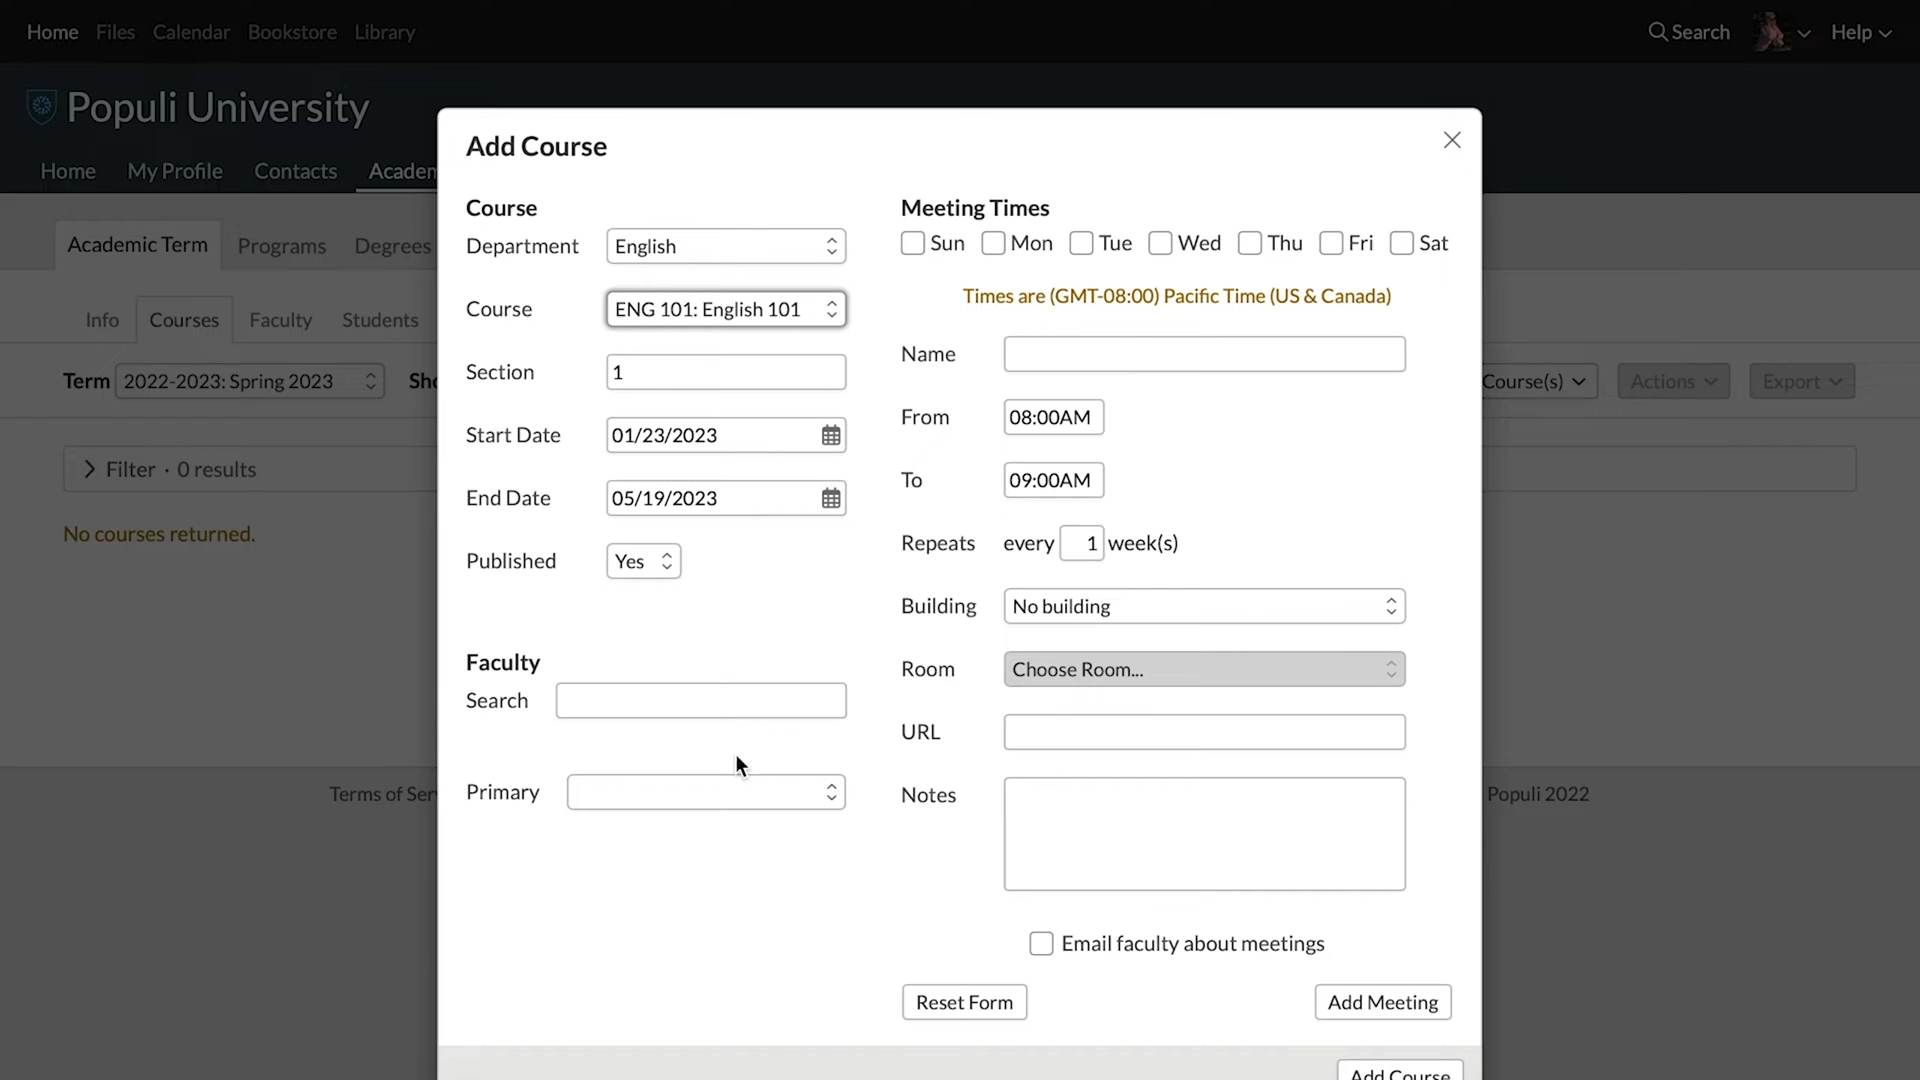 Home Files Calendar Bookstore Library Search Help
Populi University
Home My Profile Contacts Academ
Academic Term Programs Degrees
Info Courses Faculty Students
Term 2022-2023: Spring 2023 Sho Course(s) Actions Export
Filter · 0 results
No courses returned.
Terms of Ser Populi 2022
Add Course
Course
Department English
Course ENG 101: English 101
Section 1
Start Date 01/23/2023
End Date 05/19/2023
Published Yes
Faculty
Search
Primary
Meeting Times
Sun Mon Tue Wed Thu Fri Sat
Times are (GMT-08:00) Pacific Time (US & Canada)
Name
From 08:00AM
To 09:00AM
Repeats every 1 week(s)
Building No building
Room Choose Room...
URL
Notes
Email faculty about meetings
Reset Form Add Meeting
Add Course